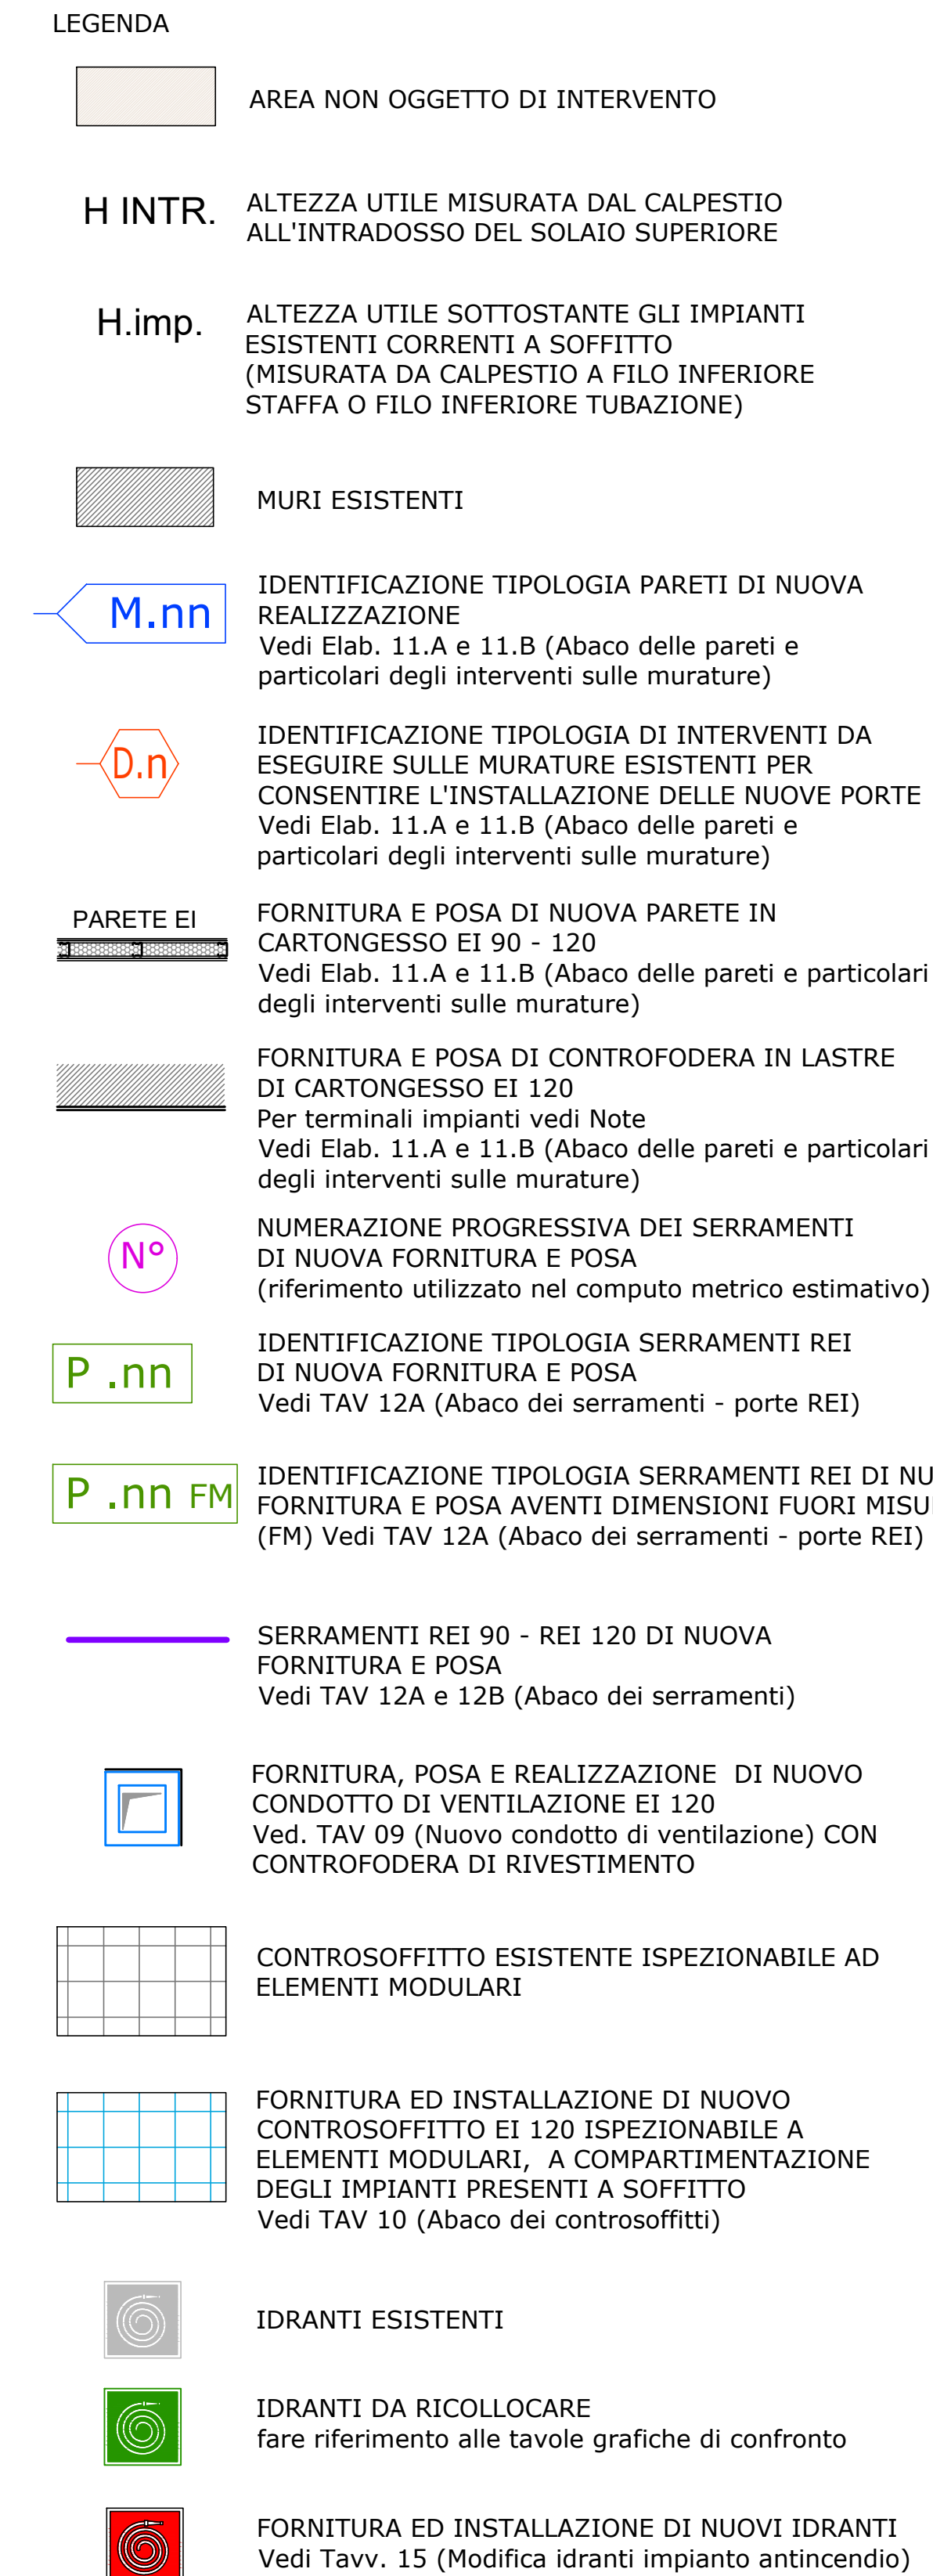 LEGENDA
AREA NON OGGETTO DI INTERVENTO
H INTR.
ALTEZZA UTILE MISURATA DAL CALPESTIO
ALL'INTRADOSSO DEL SOLAIO SUPERIORE
H.imp.
ALTEZZA UTILE SOTTOSTANTE GLI IMPIANTI
ESISTENTI CORRENTI A SOFFITTO
(MISURATA DA CALPESTIO A FILO INFERIORE
STAFFA O FILO INFERIORE TUBAZIONE)
MURI ESISTENTI
M.nn
IDENTIFICAZIONE TIPOLOGIA PARETI DI NUOVA
REALIZZAZIONE
Vedi Elab. 11.A e 11.B (Abaco delle pareti e
particolari degli interventi sulle murature)
D.n
IDENTIFICAZIONE TIPOLOGIA DI INTERVENTI DA
ESEGUIRE SULLE MURATURE ESISTENTI PER
CONSENTIRE L'INSTALLAZIONE DELLE NUOVE PORTE
Vedi Elab. 11.A e 11.B (Abaco delle pareti e
particolari degli interventi sulle murature)
PARETE EI
FORNITURA E POSA DI NUOVA PARETE IN
CARTONGESSO EI 90 - 120
Vedi Elab. 11.A e 11.B (Abaco delle pareti e particolari
degli interventi sulle murature)
FORNITURA E POSA DI CONTROFODERA IN LASTRE
DI CARTONGESSO EI 120
Per terminali impianti vedi Note
Vedi Elab. 11.A e 11.B (Abaco delle pareti e particolari
degli interventi sulle murature)
N°
NUMERAZIONE PROGRESSIVA DEI SERRAMENTI
DI NUOVA FORNITURA E POSA
(riferimento utilizzato nel computo metrico estimativo)
P .nn
IDENTIFICAZIONE TIPOLOGIA SERRAMENTI REI
DI NUOVA FORNITURA E POSA
Vedi TAV 12A (Abaco dei serramenti - porte REI)
P .nn FM
IDENTIFICAZIONE TIPOLOGIA SERRAMENTI REI DI NU
FORNITURA E POSA AVENTI DIMENSIONI FUORI MISU
(FM) Vedi TAV 12A (Abaco dei serramenti - porte REI)
SERRAMENTI REI 90 - REI 120 DI NUOVA
FORNITURA E POSA
Vedi TAV 12A e 12B (Abaco dei serramenti)
FORNITURA, POSA E REALIZZAZIONE DI NUOVO
CONDOTTO DI VENTILAZIONE EI 120
Ved. TAV 09 (Nuovo condotto di ventilazione) CON
CONTROFODERA DI RIVESTIMENTO
CONTROSOFFITTO ESISTENTE ISPEZIONABILE AD
ELEMENTI MODULARI
FORNITURA ED INSTALLAZIONE DI NUOVO
CONTROSOFFITTO EI 120 ISPEZIONABILE A
ELEMENTI MODULARI, A COMPARTIMENTAZIONE
DEGLI IMPIANTI PRESENTI A SOFFITTO
Vedi TAV 10 (Abaco dei controsoffitti)
IDRANTI ESISTENTI
IDRANTI DA RICOLLOCARE
fare riferimento alle tavole grafiche di confronto
FORNITURA ED INSTALLAZIONE DI NUOVI IDRANTI
Vedi Tavv. 15 (Modifica idranti impianto antincendio)